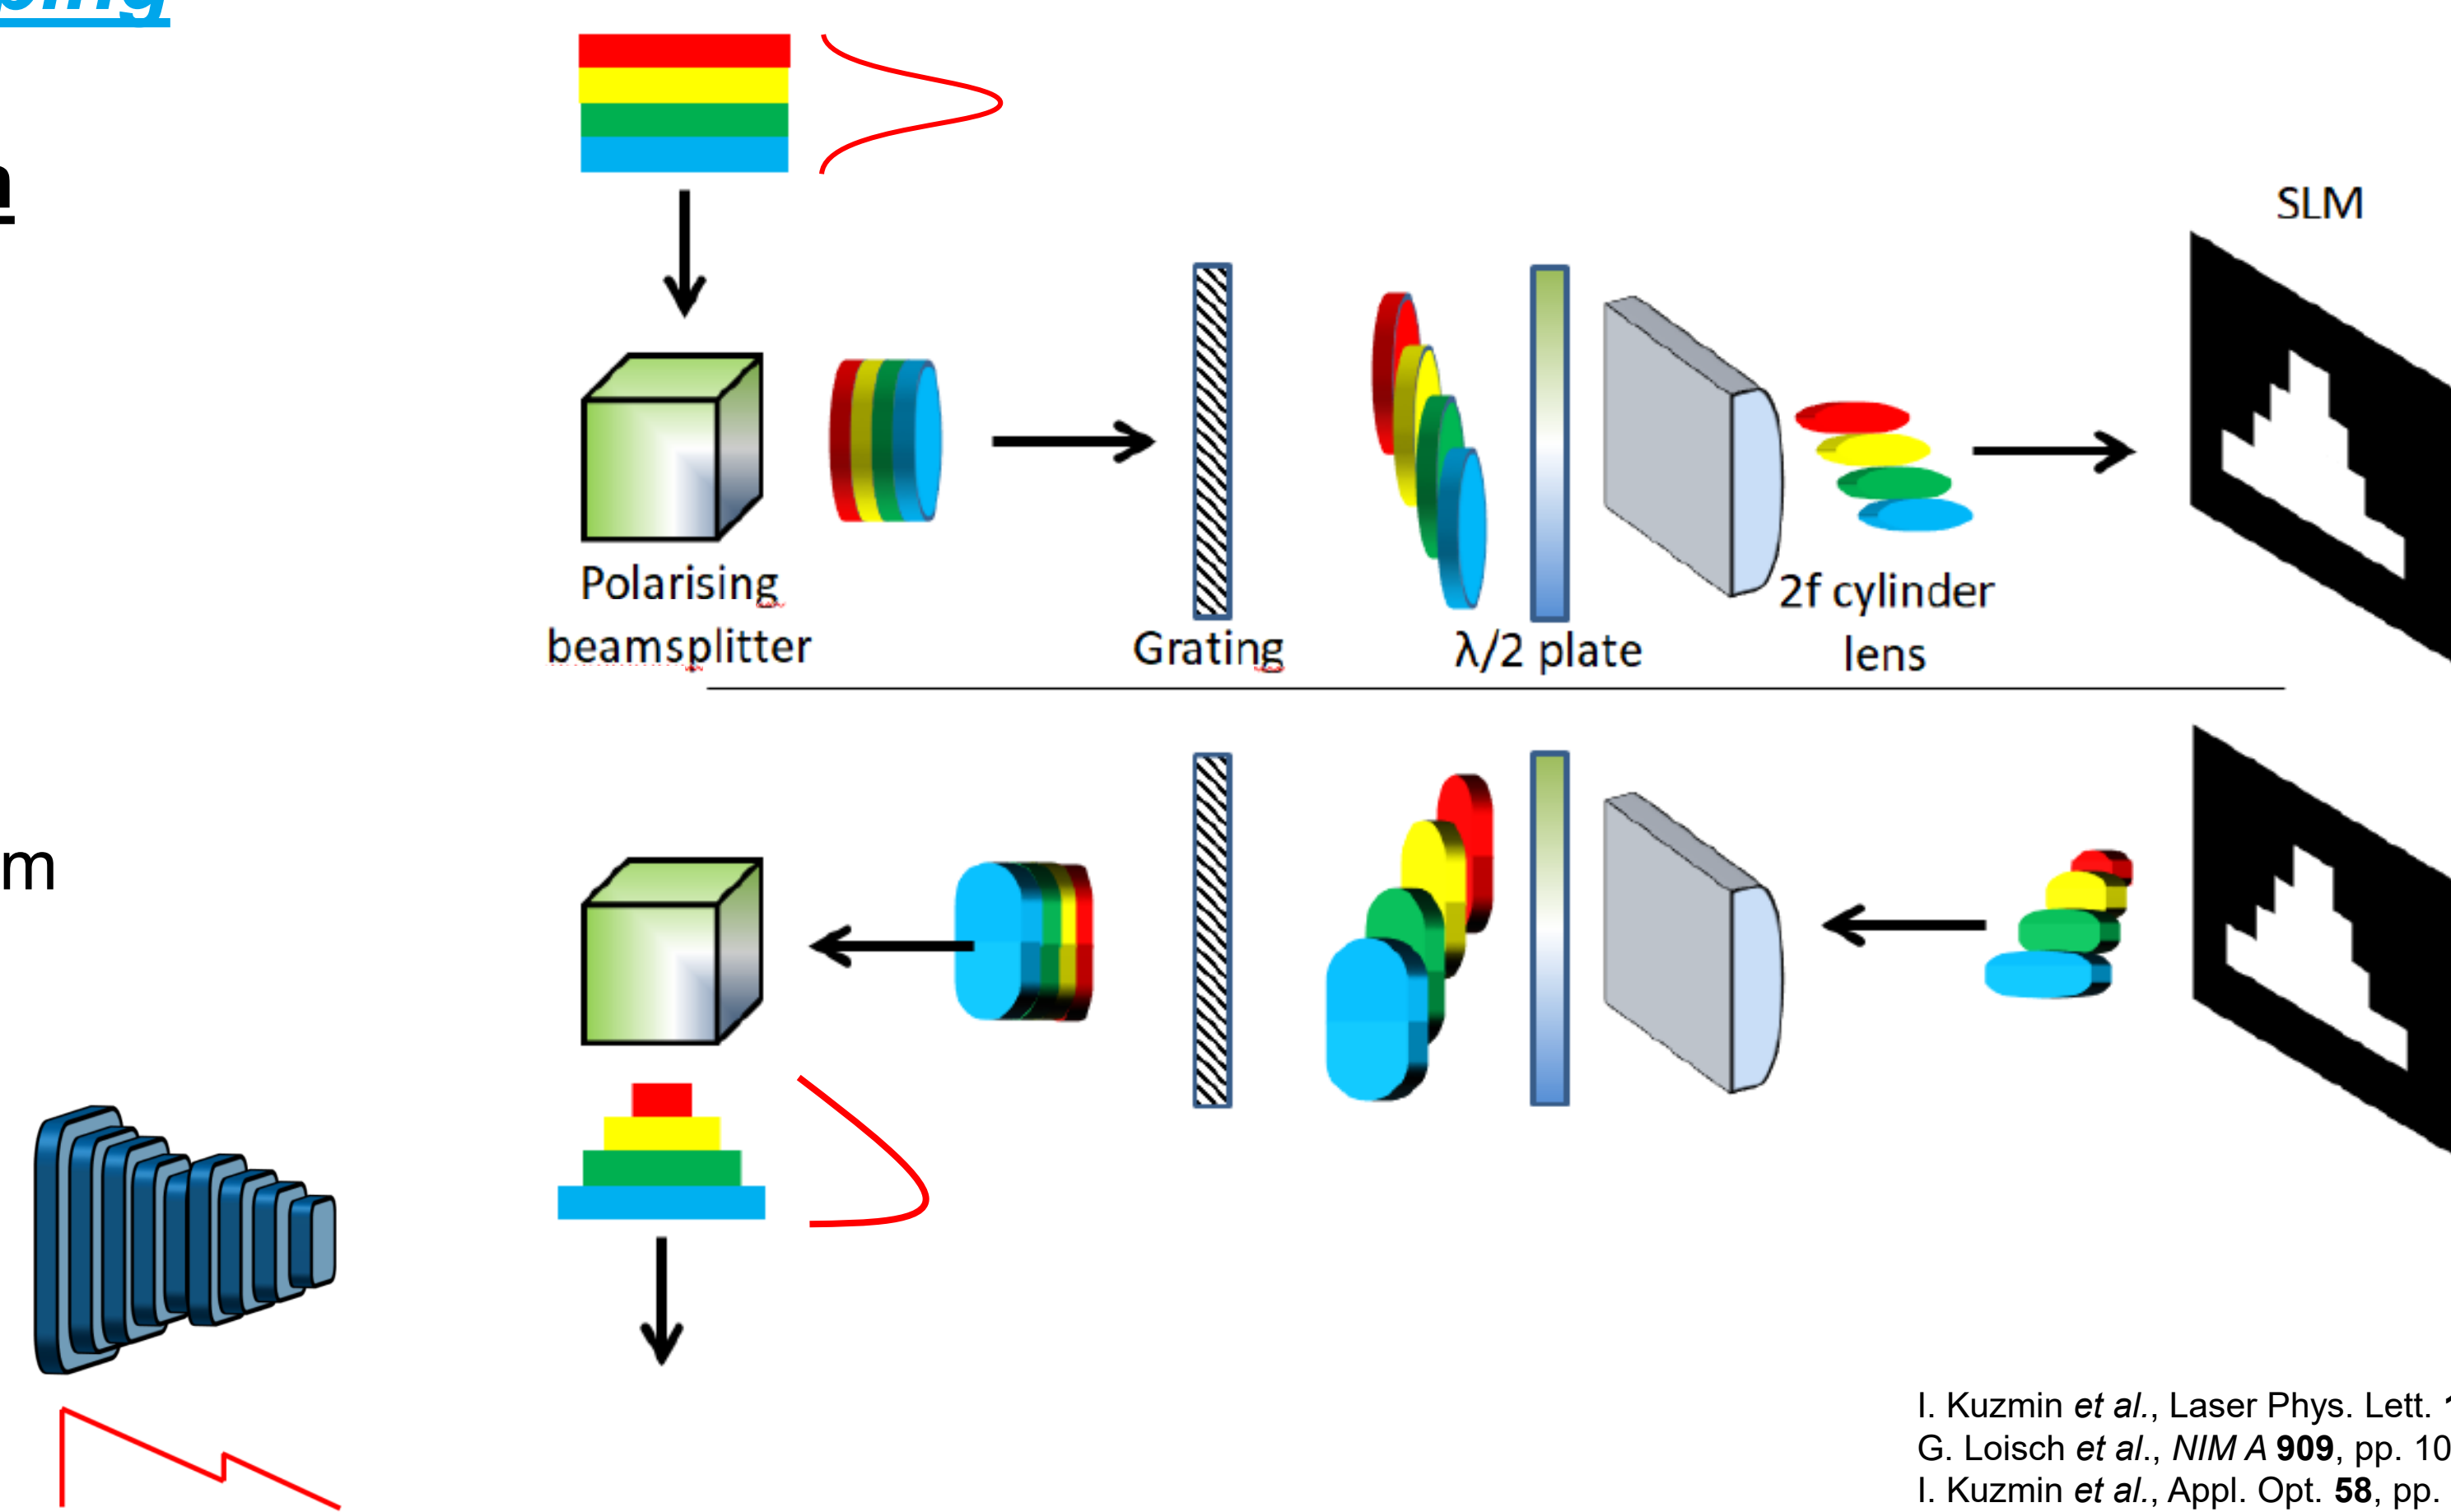 SLM
Polarising
beamsplitter
Grating
λ/2 plate
2f cylinder
lens
I. Kuzmin et al., Laser Phys. Lett.
G. Loisch et al., NIM A 909, pp. 10
I. Kuzmin et al., Appl. Opt. 58, pp.